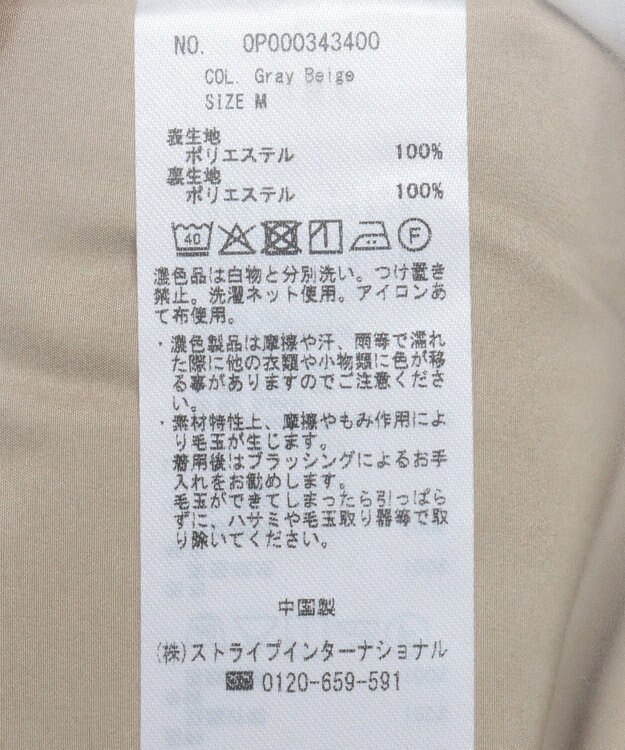 NO. OP000343400
COL. Gray Beige
SIZE M
表生地
ポリエステル 100%
裏生地
ポリエステル 100%
40 F
濃色品は白物と分別洗い。つけ置き
禁止。洗濯ネット使用。アイロンあ
て布使用。
・濃色製品は摩擦や汗、雨等で濡れ
た際に他の衣類や小物類に色が移
る事がありますのでご注意くださ
い。
・素材特性上、摩擦やもみ作用によ
り毛玉が生じます。
着用後はブラッシングによるお手
入れをお勧めします。
毛玉ができてしまったら引っぱら
ずに、ハサミや毛玉取り器等で取
り除いてください。
中国製
(株)ストライプインターナショナル
0120-659-591